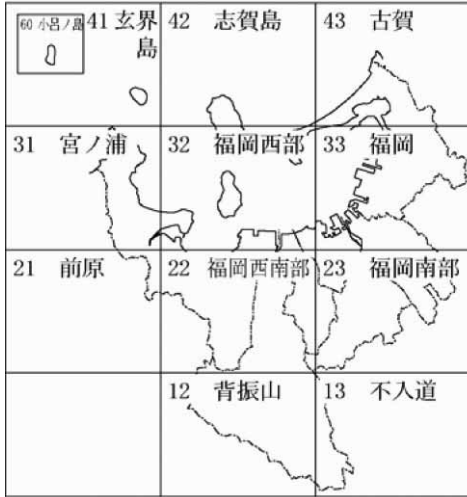 60 小呂ノ島
41 玄界島
42 志賀島
43 古賀
31 宮ノ浦
32 福岡西部
33 福岡
21 前原
22 福岡西南部
23 福岡南部
12 背振山
13 不入道